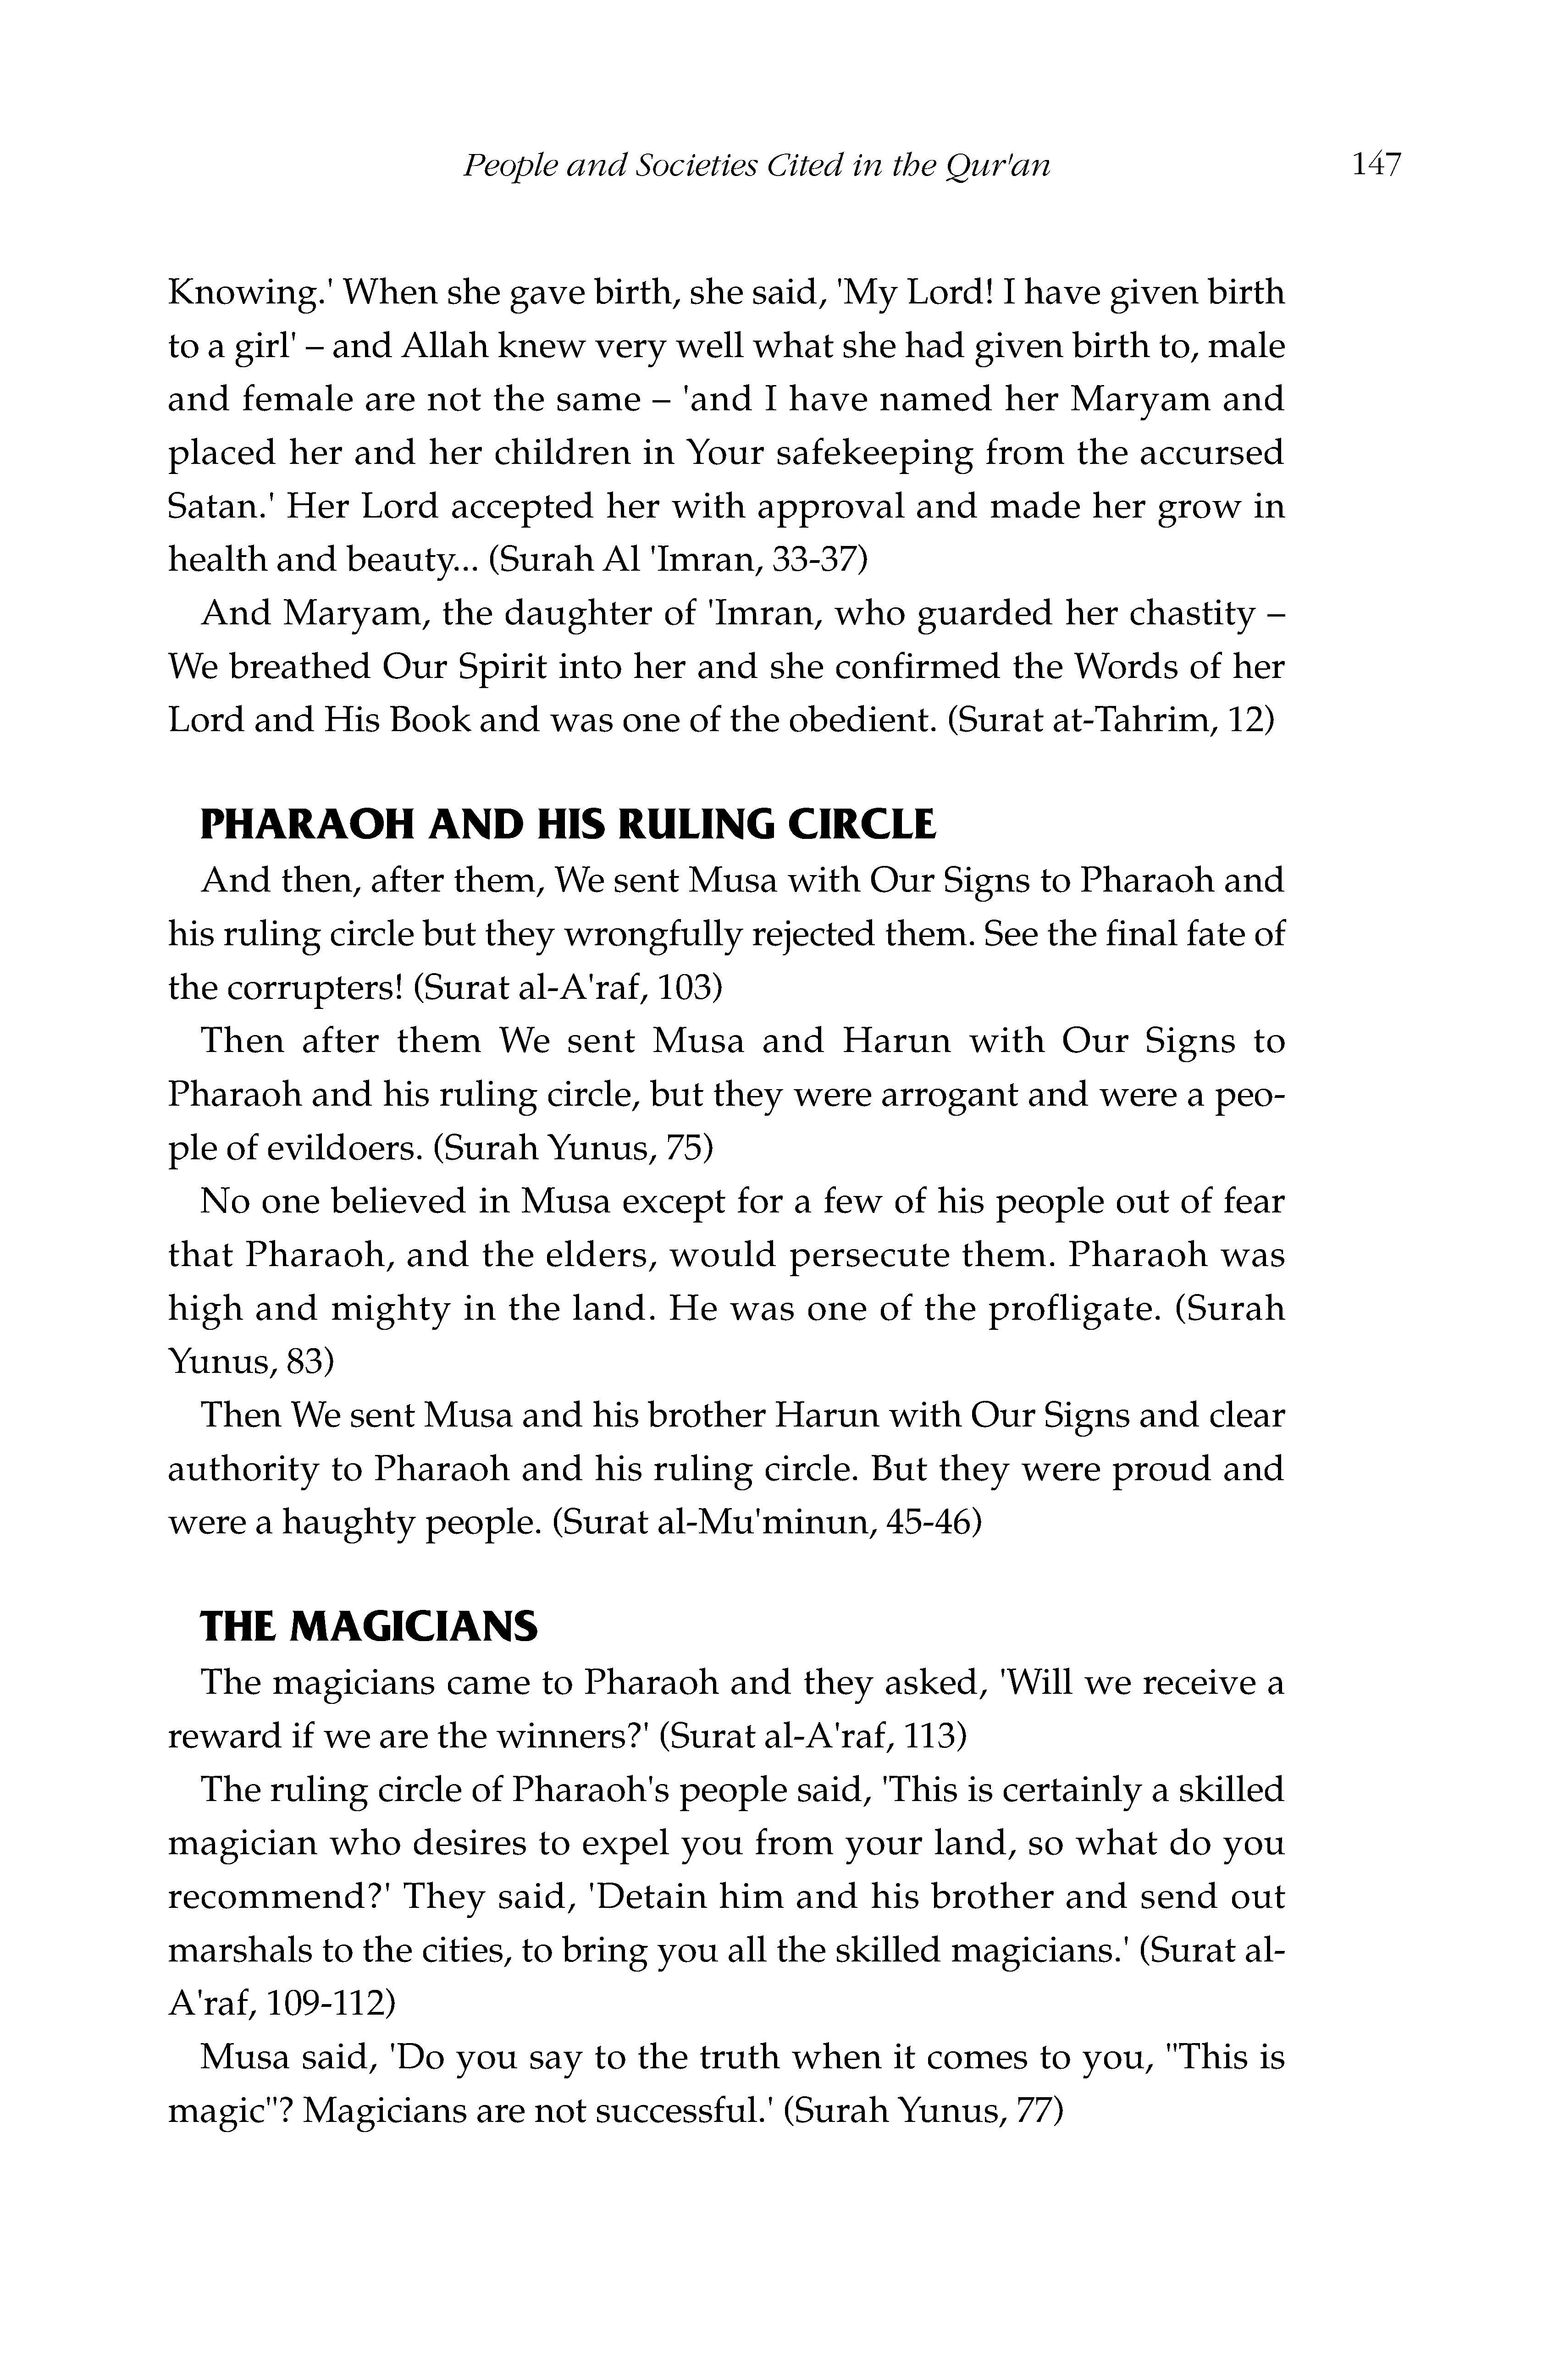 People and Societies Cited in the Qur'an 147
Knowing.' When she gave birth, she said, 'My Lord! I have given birth
to a girl' – and Allah knew very well what she had given birth to, male
and female are not the same – 'and I have named her Maryam and
placed her and her children in Your safekeeping from the accursed
Satan.' Her Lord accepted her with approval and made her grow in
health and beauty... (Surah Al 'Imran, 33-37)
And Maryam, the daughter of 'Imran, who guarded her chastity –
We breathed Our Spirit into her and she confirmed the Words of her
Lord and His Book and was one of the obedient. (Surat at-Tahrim, 12)
PHARAOH AND HIS RULING CIRCLE
And then, after them, We sent Musa with Our Signs to Pharaoh and
his ruling circle but they wrongfully rejected them. See the final fate of
the corrupters! (Surat al-A'raf, 103)
Then after them We sent Musa and Harun with Our Signs to
Pharaoh and his ruling circle, but they were arrogant and were a peo-
ple of evildoers. (Surah Yunus, 75)
No one believed in Musa except for a few of his people out of fear
that Pharaoh, and the elders, would persecute them. Pharaoh was
high and mighty in the land. He was one of the profligate. (Surah
Yunus, 83)
Then We sent Musa and his brother Harun with Our Signs and clear
authority to Pharaoh and his ruling circle. But they were proud and
were a haughty people. (Surat al-Mu'minun, 45-46)
THE MAGICIANS
The magicians came to Pharaoh and they asked, 'Will we receive a
reward if we are the winners?' (Surat al-A'raf, 113)
The ruling circle of Pharaoh's people said, 'This is certainly a skilled
magician who desires to expel you from your land, so what do you
recommend?' They said, 'Detain him and his brother and send out
marshals to the cities, to bring you all the skilled magicians.' (Surat al-
A'raf, 109-112)
Musa said, 'Do you say to the truth when it comes to you, "This is
magic"? Magicians are not successful.' (Surah Yunus, 77)